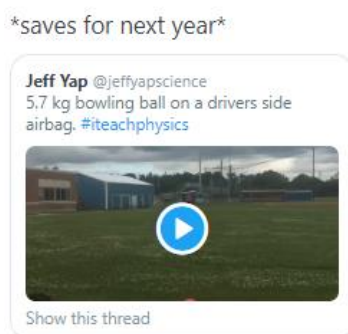 *saves for next year*
Jeff Yap @jeffyapscience
5.7 kg bowling ball on a drivers side
airbag. #iteachphysics
Show this thread